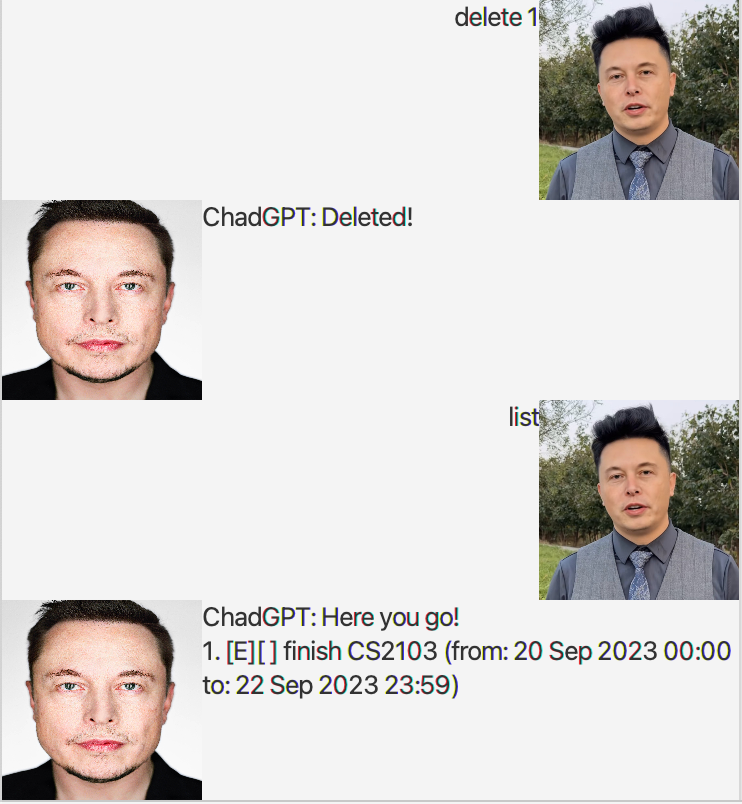 delete 1
ChadGPT: Deleted!
list
ChadGPT: Here you go!
1. [E][ ] finish CS2103 (from: 20 Sep 2023 00:00
to: 22 Sep 2023 23:59)